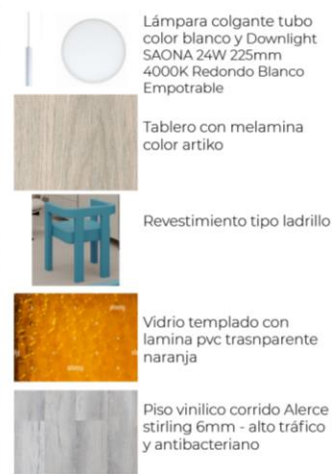 Lámpara colgante tubo
color blanco y Downlight
SAONA 24W 225mm
4000K Redondo Blanco
Empotrable
Tablero con melamina
color artiko
Revestimiento tipo ladrillo
Vidrio templado con
lamina pvc trasnparente
naranja
Piso vinilico corrido Alerce
stirling 6mm - alto tráfico
y antibacteriano